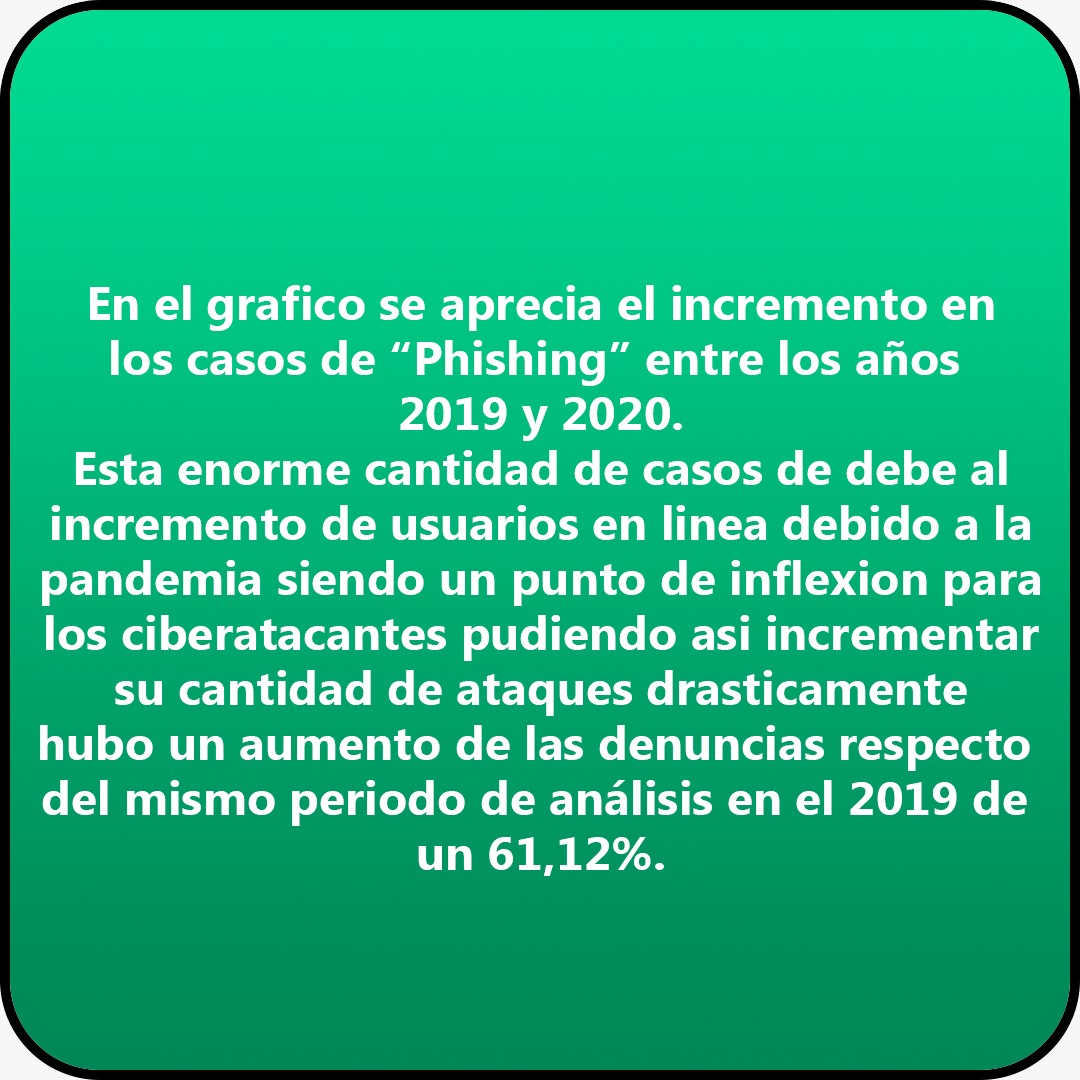 En el grafico se aprecia el incremento en
los casos de “Phishing” entre los años
2019 y 2020.
Esta enorme cantidad de casos de debe al
incremento de usuarios en linea debido a la
pandemia siendo un punto de inflexion para
los ciberatacantes pudiendo asi incrementar
su cantidad de ataques drasticamente
hubo un aumento de las denuncias respecto
del mismo periodo de análisis en el 2019 de
un 61,12%.